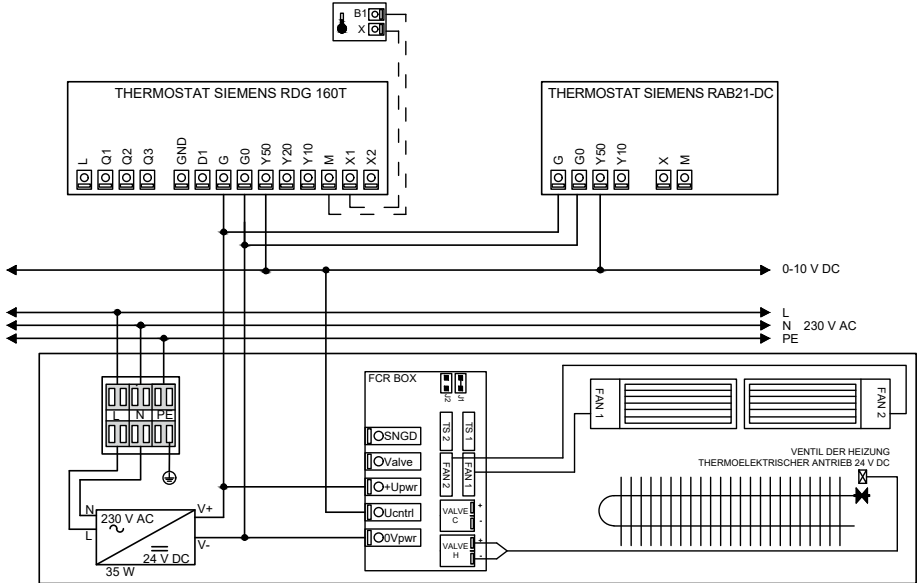 B1
X
THERMOSTAT SIEMENS RDG 160T
L
Q1
Q2
Q3
GND
D1
G
G0
Y50
Y20
Y10
M
X1
X2
THERMOSTAT SIEMENS RAB21-DC
G
G0
Y50
Y10
X
M
0-10 V DC
L
N 230 V AC
PE
L N PE
N
L
230 V AC
24 V DC
35 W
V+
V-
FCR BOX
J2
J1
TS 2
TS 1
FAN 2
FAN 1
SNGD
Valve
+Upwr
Ucntrl
0Vpwr
VALVE
C
+
-
VALVE
H
+
-
FAN 1
FAN 2
VENTIL DER HEIZUNG
THERMOELEKTRISCHER ANTRIEB 24 V DC